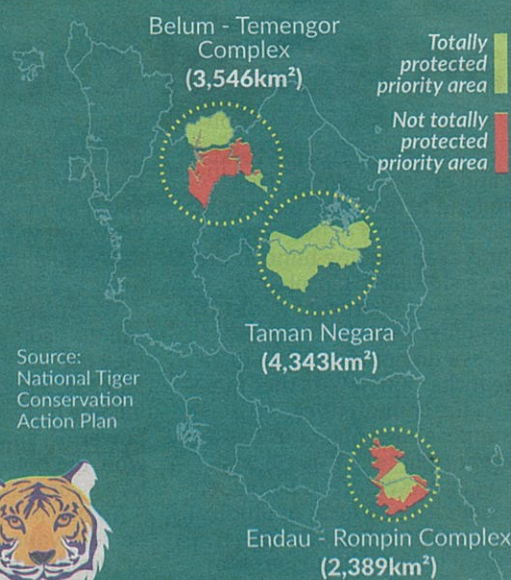 Belum - Temengor
Complex
(3,546km²)
Totally
protected
priority area
Not totally
protected
priority area
Taman Negara
(4,343km²)
Source:
National Tiger
Conservation
Action Plan
Endau - Rompin Complex
(2,389km²)